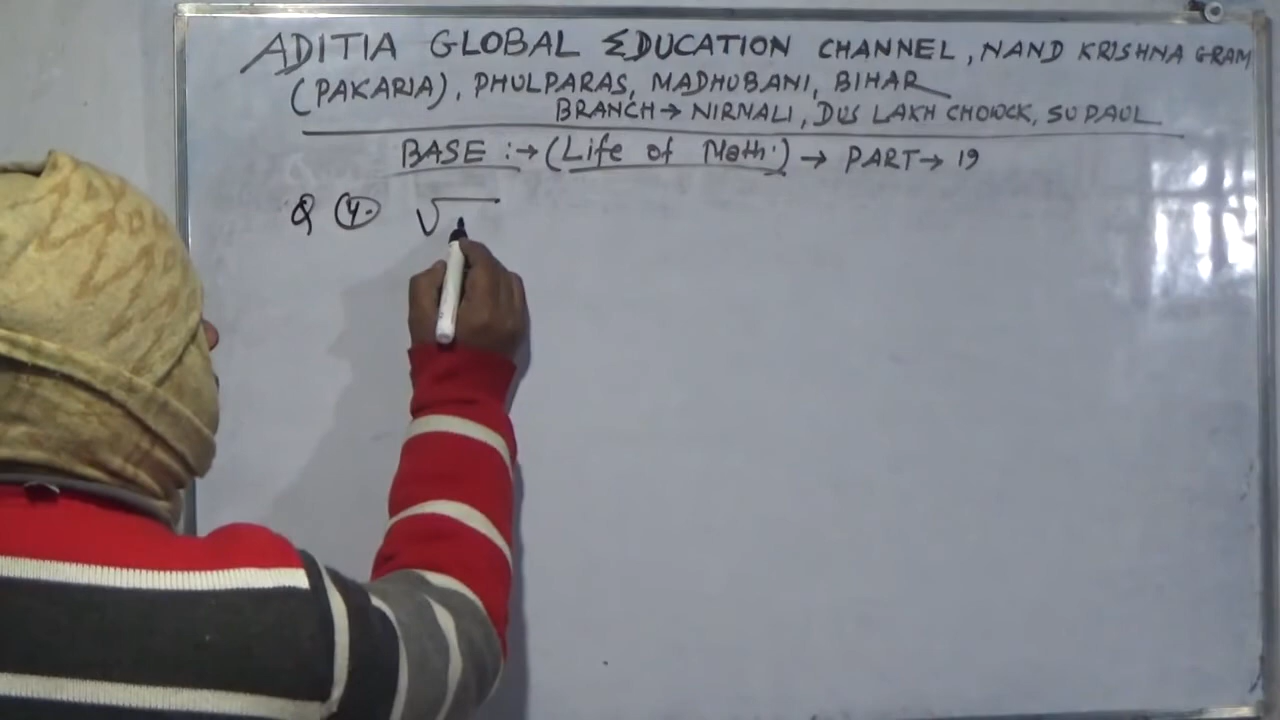 ADITIA GLOBAL EDUCATION CHANNEL, NAND KRISHNA GRAM
(PAKARIA), PHULPARAS, MADHUBANI, BIHAR
BRANCH→ NIRNALI, DUS LAKH CHOWCK, SUPAUL
BASE :→ (Life of Math.) → PART→ 19
Q 4. √